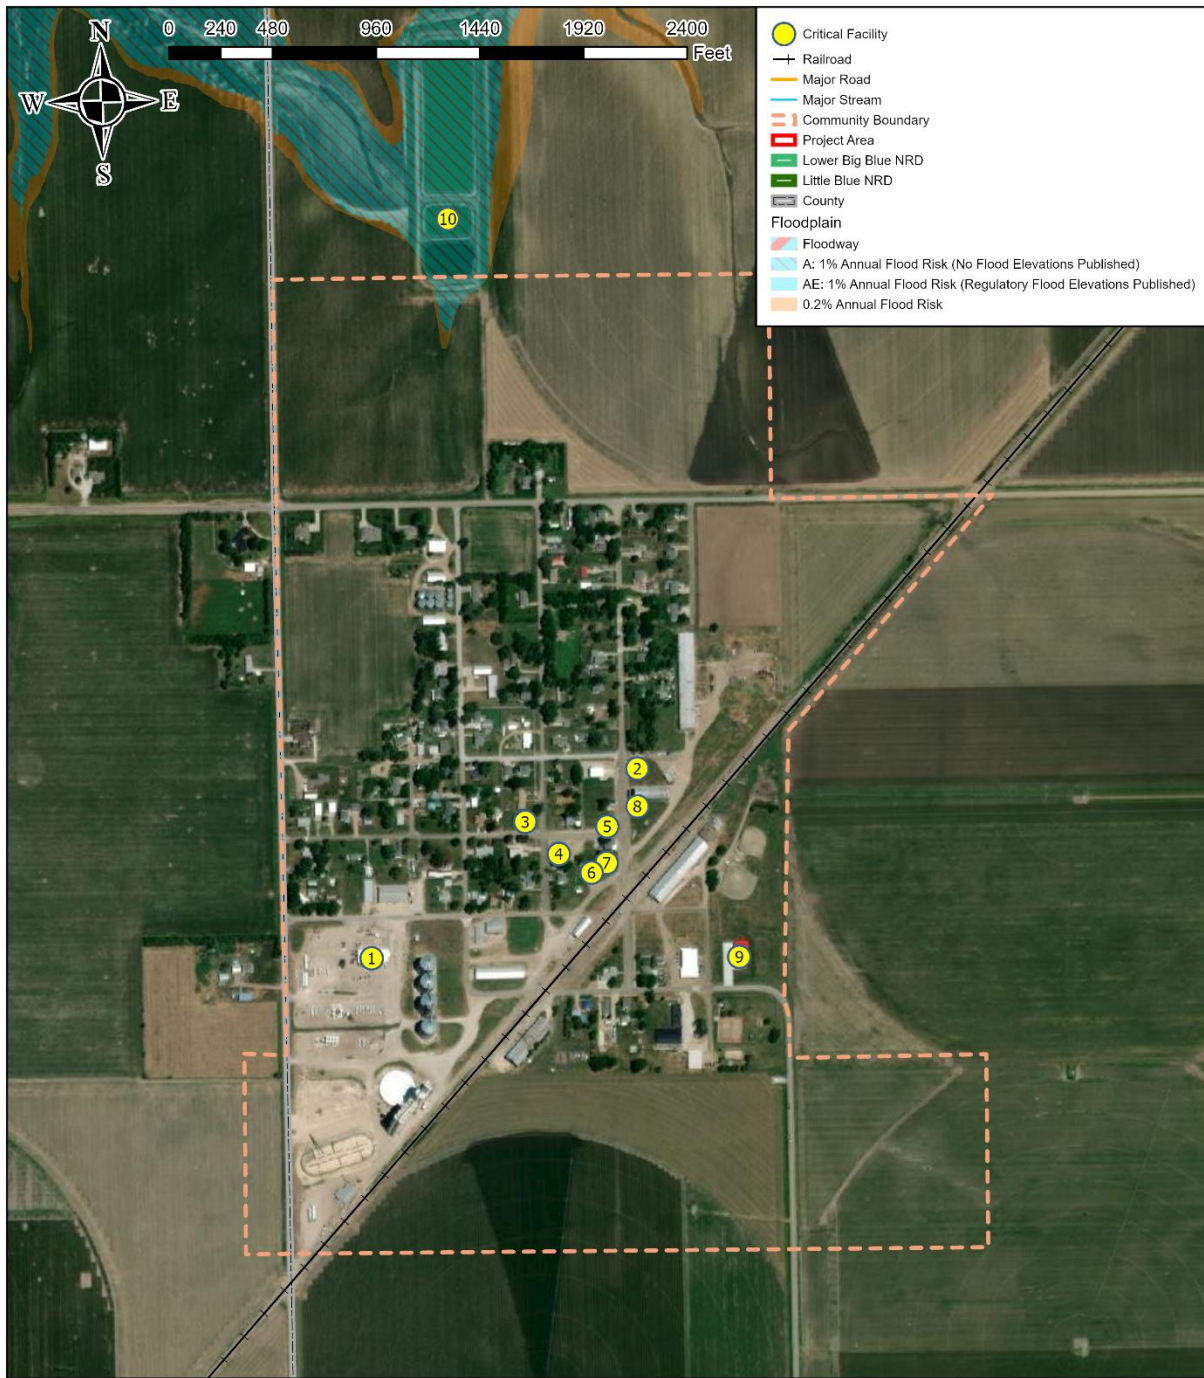 0 240 480 960 1440 1920 2400
Feet
N
W E
S
Critical Facility
Railroad
Major Road
Major Stream
Community Boundary
Project Area
Lower Big Blue NRD
Little Blue NRD
County
Floodplain
Floodway
A: 1% Annual Flood Risk (No Flood Elevations Published)
AE: 1% Annual Flood Risk (Regulatory Flood Elevations Published)
0.2% Annual Flood Risk
10
2
8
3
5
4
7
6
1
9